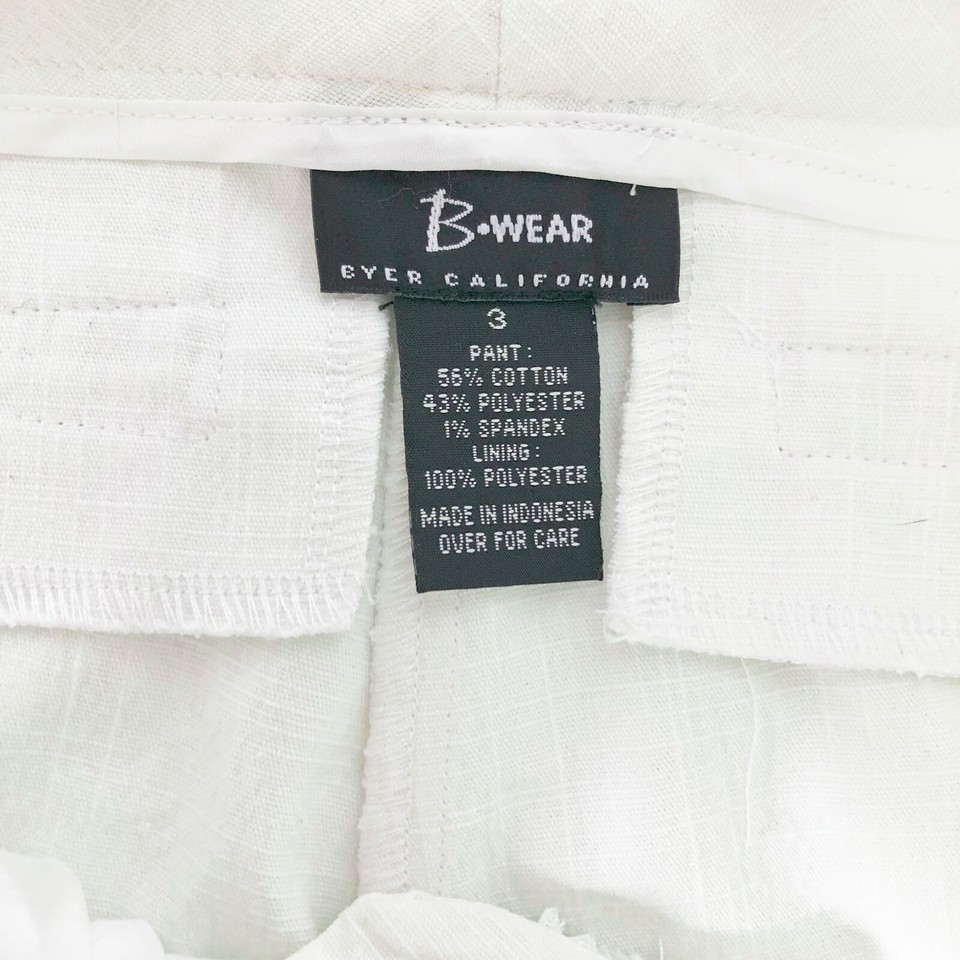 B•WEAR
BYER CALIFORNIA
3
PANT:
56% COTTON
43% POLYESTER
1% SPANDEX
LINING:
100% POLYESTER
MADE IN INDONESIA
OVER FOR CARE